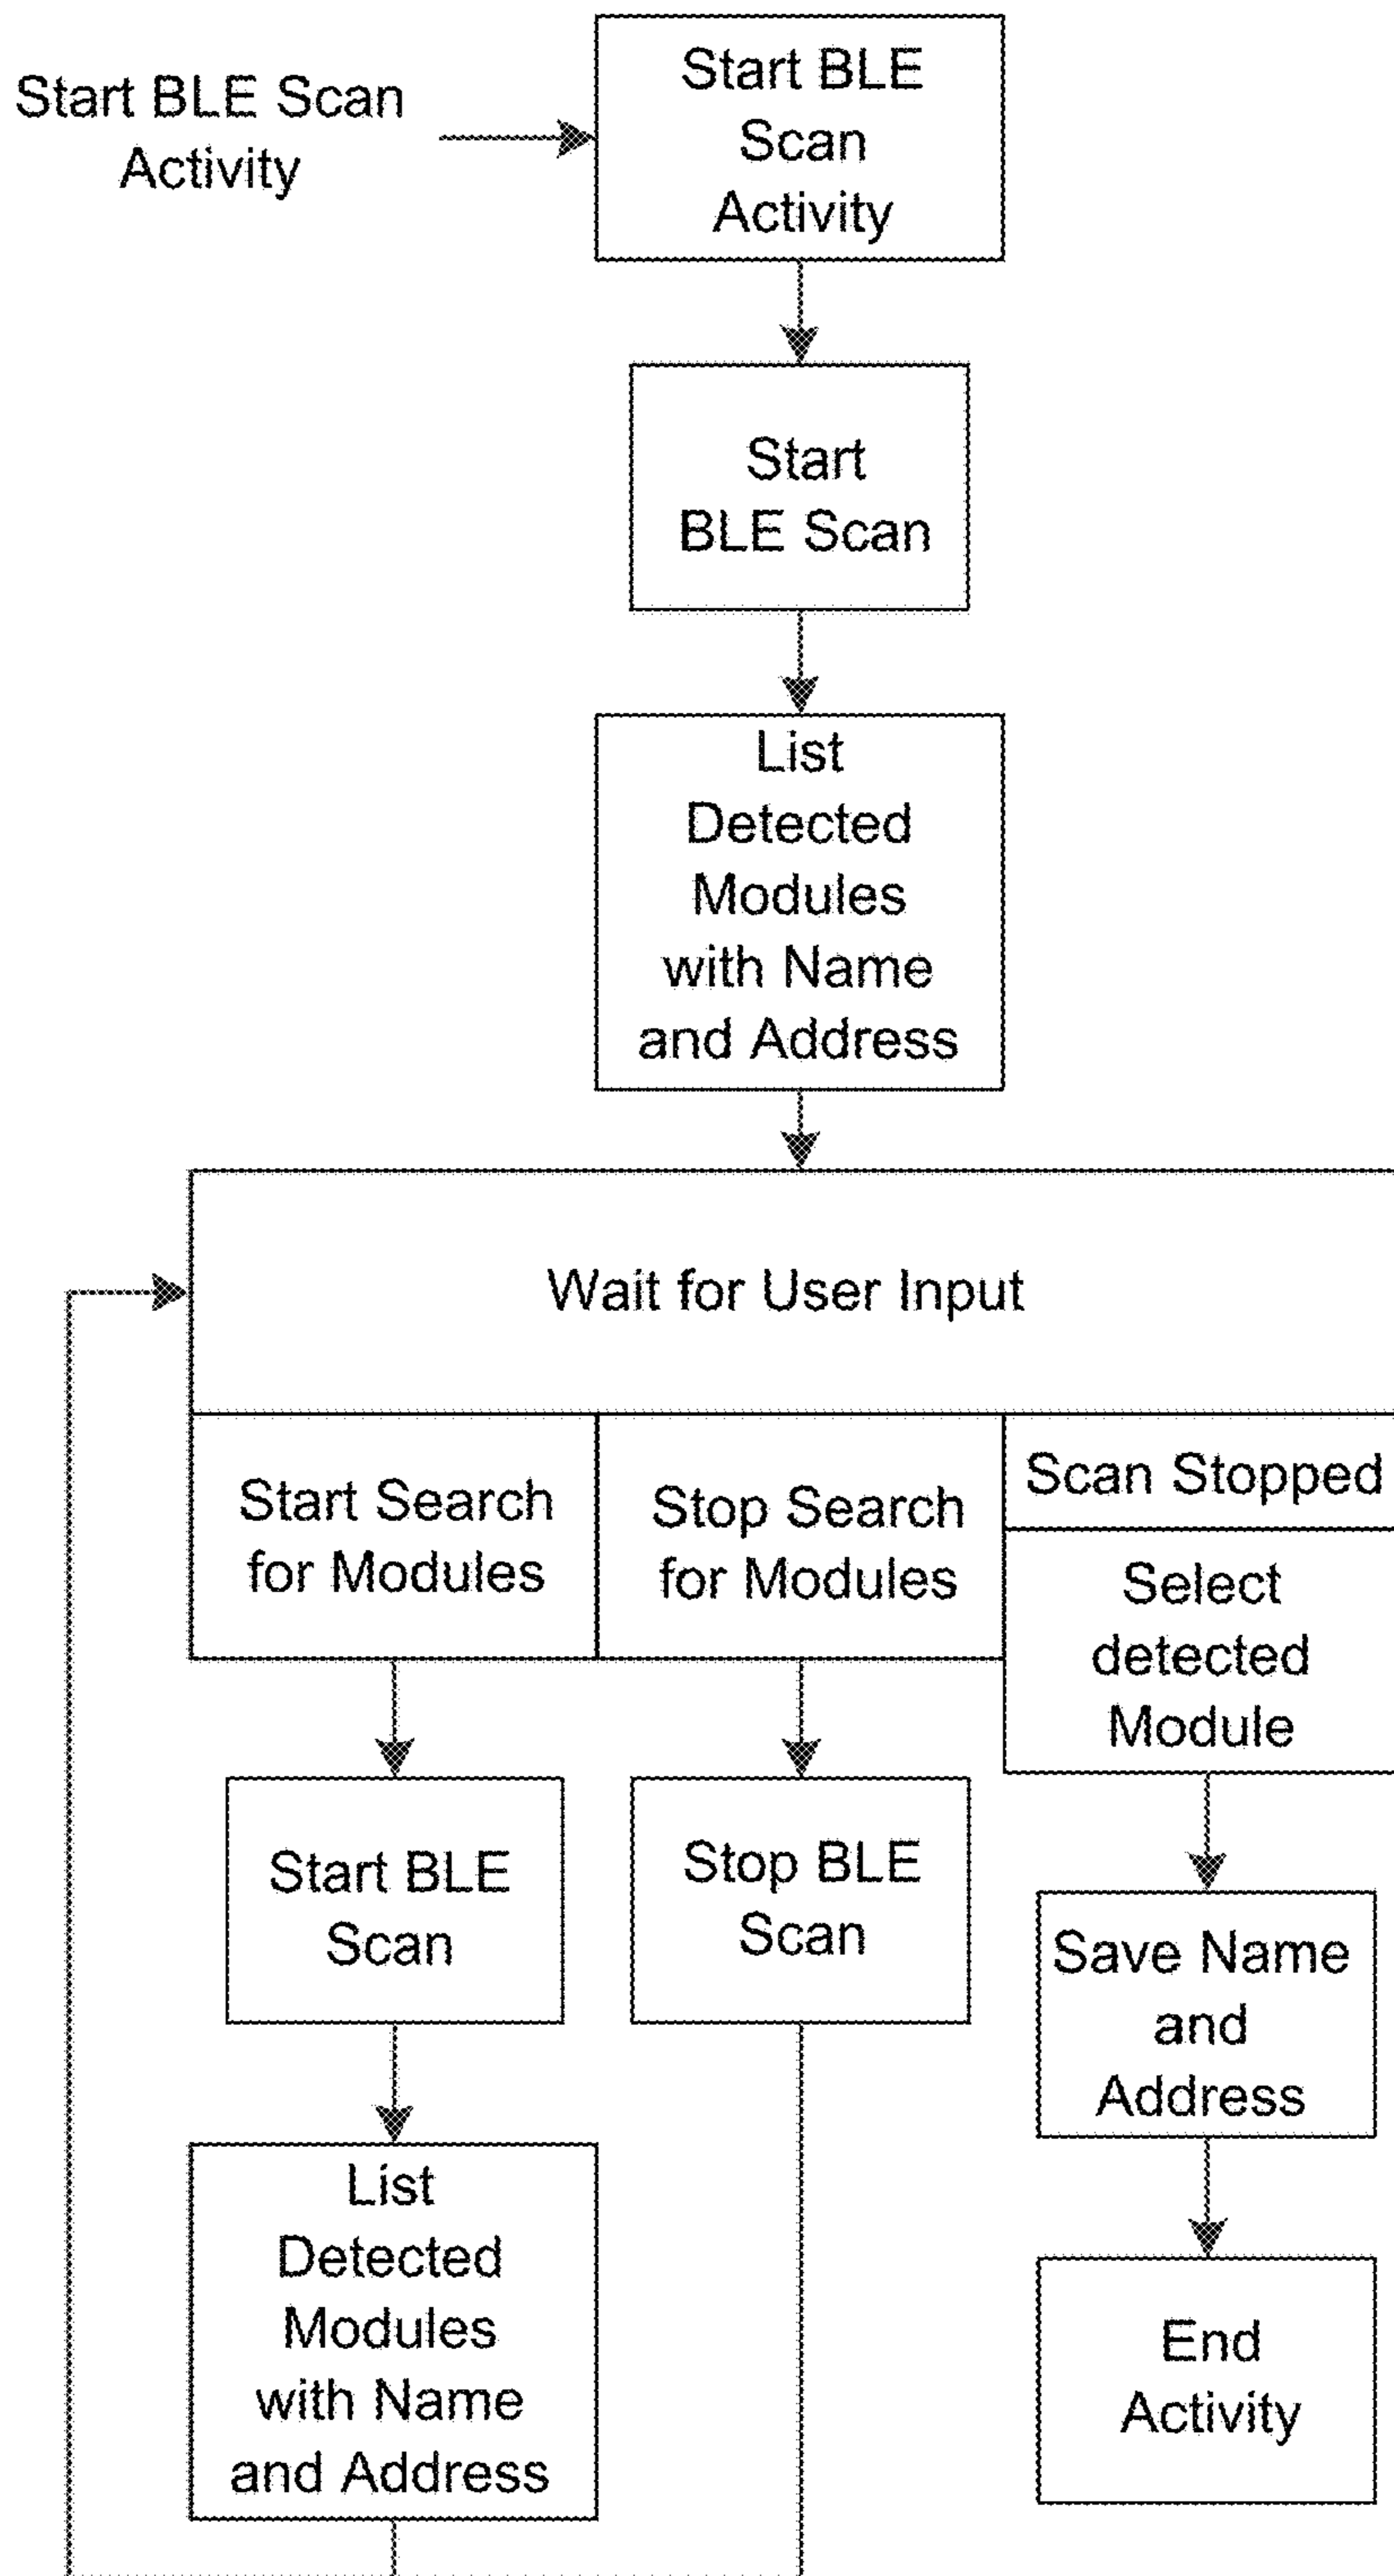 Start BLE Scan
Activity
Start BLE
Scan
Activity
Start
BLE Scan
List
Detected
Modules
with Name
and Address
Wait for User Input
Start Search
for Modules
Stop Search
for Modules
Scan Stopped
Select
detected
Module
Start BLE
Scan
Stop BLE
Scan
Save Name
and
Address
List
Detected
Modules
with Name
and Address
End
Activity